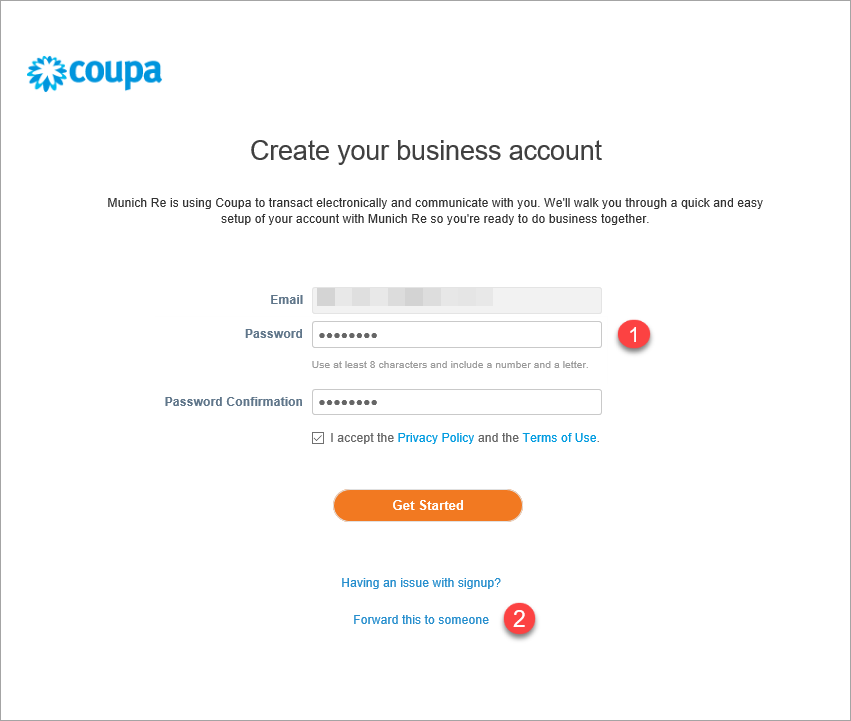 coupa
Create your business account
Munich Re is using Coupa to transact electronically and communicate with you. We'll walk you through a quick and easy
setup of your account with Munich Re so you're ready to do business together.
Email
Password
1
Use at least 8 characters and include a number and a letter.
Password Confirmation
I accept the Privacy Policy and the Terms of Use.
Get Started
Having an issue with signup?
Forward this to someone
2